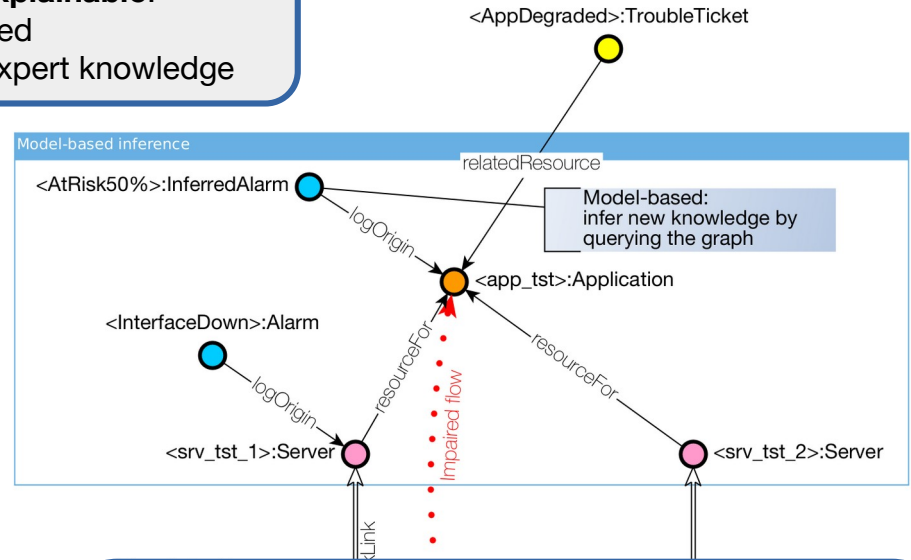 ed
xpert knowledge
<AppDegraded>:TroubleTicket
Model-based inference
relatedResource
<AtRisk50%>:InferredAlarm
Model-based:
infer new knowledge by
querying the graph
logOrigin
<app_tst>:Application
<InterfaceDown>:Alarm
resourceFor
resourceFor
logOrigin
Impaired flow
<srv_tst_1>:Server
<srv_tst_2>:Server
kLink